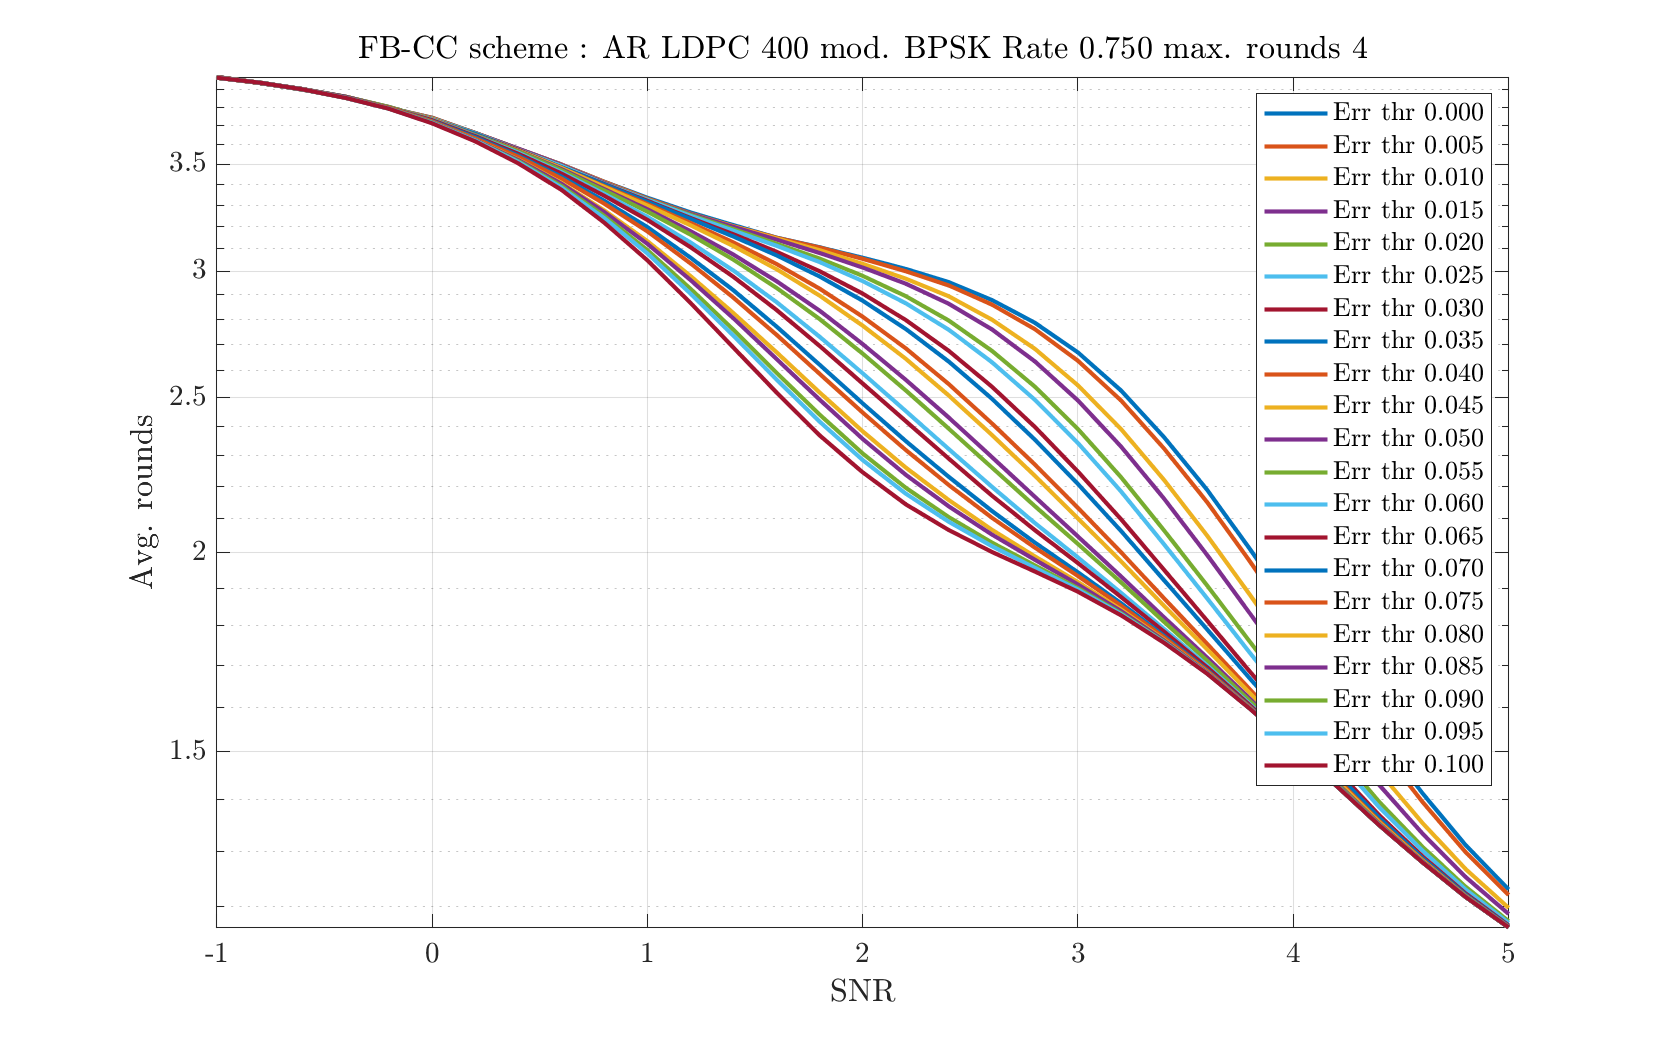 FB-CC scheme : AR LDPC 400 mod. BPSK Rate 0.750 max. rounds 4
Err thr 0.000
Err thr 0.005
Err thr 0.010
Err thr 0.015
Err thr 0.020
Err thr 0.025
Err thr 0.030
Err thr 0.035
Err thr 0.040
Err thr 0.045
Err thr 0.050
Err thr 0.055
Err thr 0.060
Err thr 0.065
Err thr 0.070
Err thr 0.075
Err thr 0.080
Err thr 0.085
Err thr 0.090
Err thr 0.095
Err thr 0.100
3.5
3
2.5
2
1.5
Avg. rounds
-1 0 1 2 3 4 5
SNR